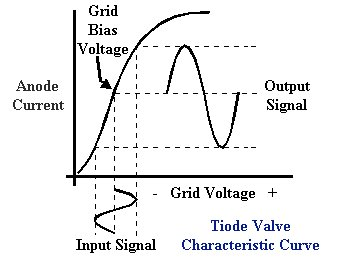 Grid
Bias
Voltage
Anode
Current
Output
Signal
- Grid Voltage +
Input Signal
Tiode Valve
Characteristic Curve